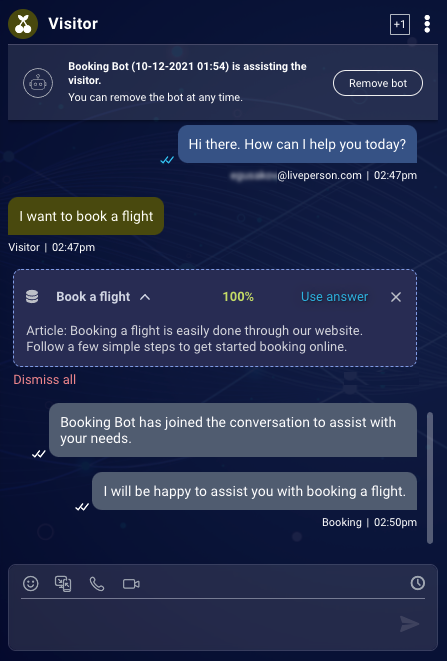 Visitor
+1
Booking Bot (10-12-2021 01:54) is assisting the
visitor.
You can remove the bot at any time.
Remove bot
Hi there. How can I help you today?
@liveperson.com | 02:47pm
I want to book a flight
Visitor | 02:47pm
Book a flight
100%
Use answer
Article: Booking a flight is easily done through our website.
Follow a few simple steps to get started booking online.
Dismiss all
Booking Bot has joined the conversation to assist with
your needs.
I will be happy to assist you with booking a flight.
Booking | 02:50pm